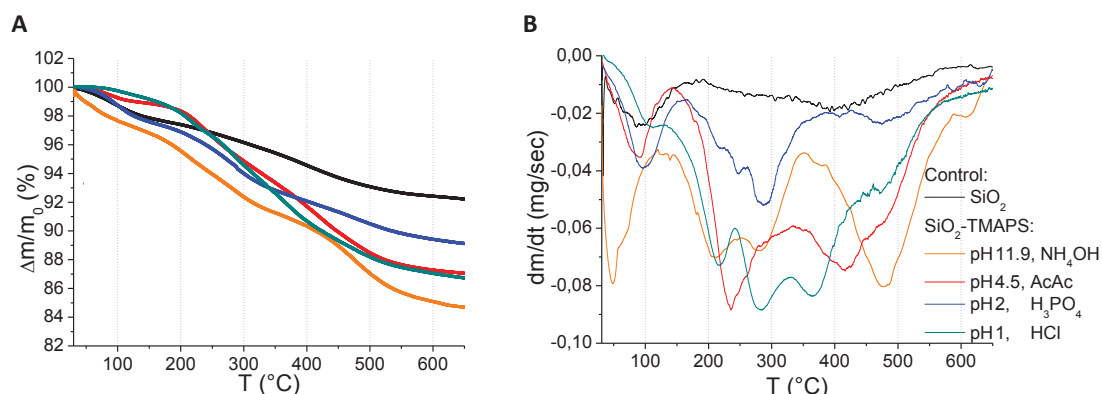 A
102
100
98
96
94
92
90
88
86
84
82
Δm/m₀ (%)
100 200 300 400 500 600
T (°C)
B
0,00
-0,02
-0,04
-0,06
-0,08
-0,10
dm/dt (mg/sec)
100 200 300 400 500 600
T (°C)
Control:
SiO₂
SiO₂-TMAPS:
pH11.9, NH₄OH
pH4.5, AcAc
pH2, H₃PO₄
pH1, HCl